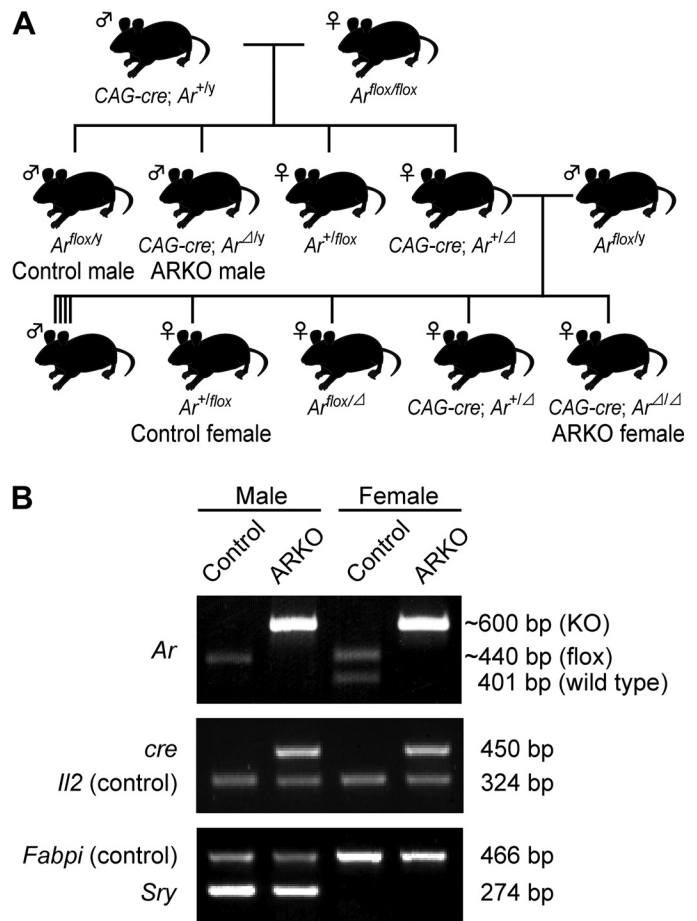 A
♂ ♀
CAG-cre; Ar+/y Arflox/flox
♂ ♂ ♀ ♀ ♂
Arflox/y CAG-cre; Ar⊿/y Ar+/flox CAG-cre; Ar+/⊿ Arflox/y
Control male ARKO male
♂ ♀ ♀ ♀ ♀
Ar+/flox Arflox/⊿ CAG-cre; Ar+/⊿ CAG-cre; Ar⊿/⊿
Control female ARKO female
B
Male Female
Control ARKO Control ARKO
Ar
~600 bp (KO)
~440 bp (flox)
401 bp (wild type)
cre 450 bp
Il2 (control) 324 bp
Fabpi (control) 466 bp
Sry 274 bp